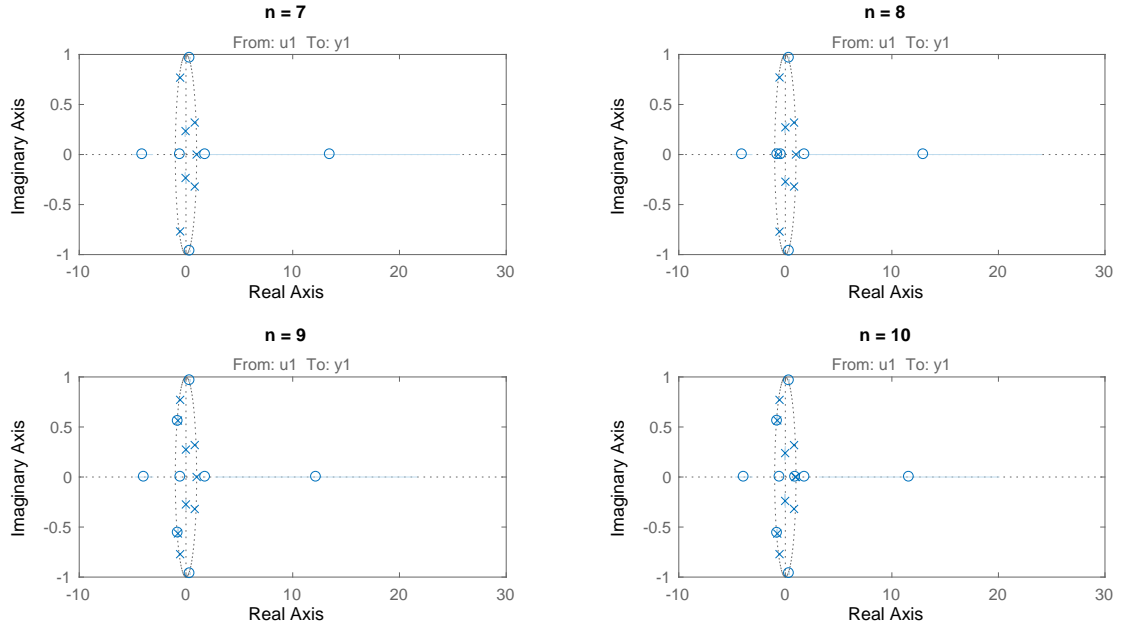 n = 7
From: u1 To: y1
1
0.5
0
-0.5
-1
Imaginary Axis
-10 0 10 20 30
Real Axis
n = 8
From: u1 To: y1
1
0.5
0
-0.5
-1
Imaginary Axis
-10 0 10 20 30
Real Axis
n = 9
From: u1 To: y1
1
0.5
0
-0.5
-1
Imaginary Axis
-10 0 10 20 30
Real Axis
n = 10
From: u1 To: y1
1
0.5
0
-0.5
-1
Imaginary Axis
-10 0 10 20 30
Real Axis